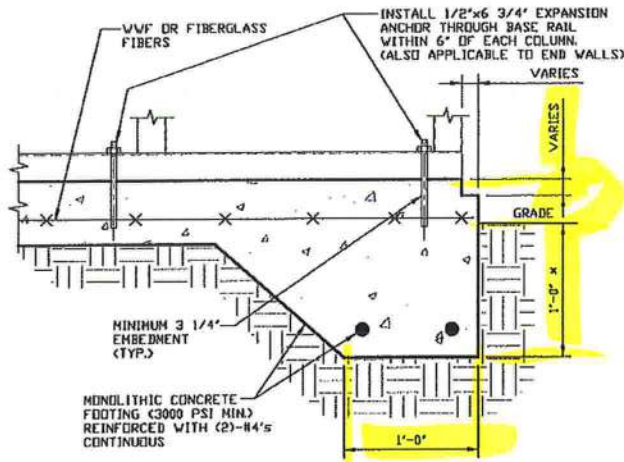 WWF OR FIBERGLASS
FIBERS
INSTALL 1/2"x6 3/4" EXPANSION
ANCHOR THROUGH BASE RAIL
WITHIN 6" OF EACH COLUMN.
(ALSO APPLICABLE TO END WALLS)
VARIES
VARIES
GRADE
1'-0" x
MINIMUM 3 1/4"
EMBEDMENT
(TYP.)
MONOLITHIC CONCRETE
FOOTING (3000 PSI MIN.)
REINFORCED WITH (2)-#4's
CONTINUOUS
1'-0"